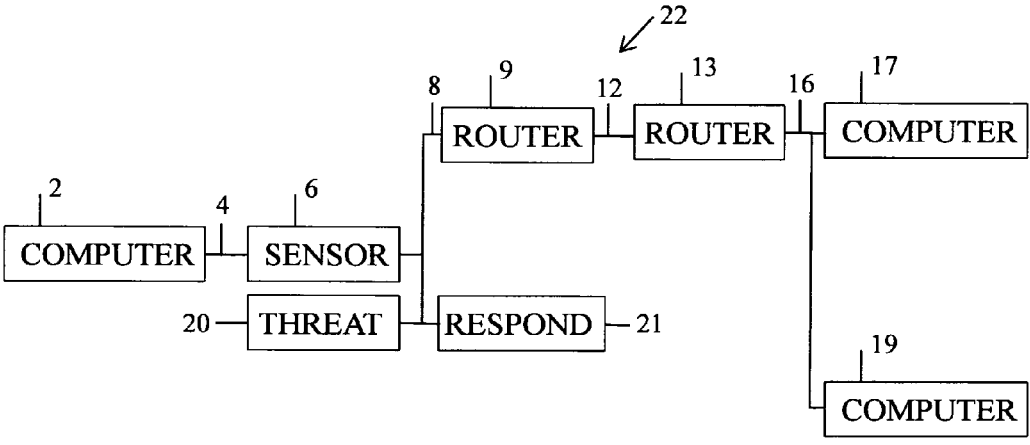 22
8 9 12 13 16 17
ROUTER ROUTER COMPUTER
2 4 6
COMPUTER SENSOR
20 THREAT RESPOND 21
19
COMPUTER